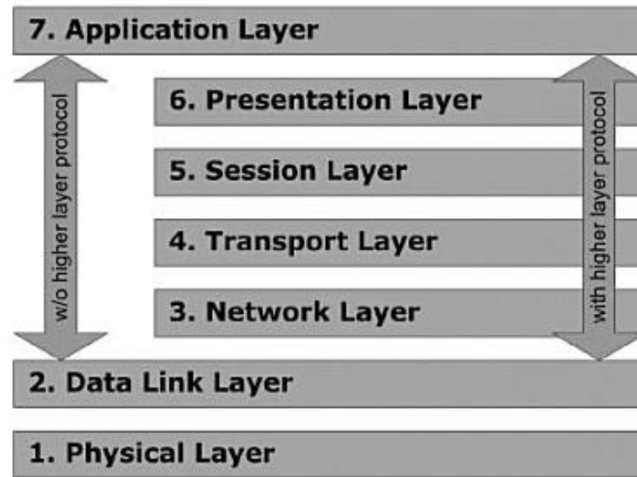 7. Application Layer
w/o higher layer protocol
6. Presentation Layer
5. Session Layer
4. Transport Layer
3. Network Layer
with higher layer protocol
2. Data Link Layer
1. Physical Layer